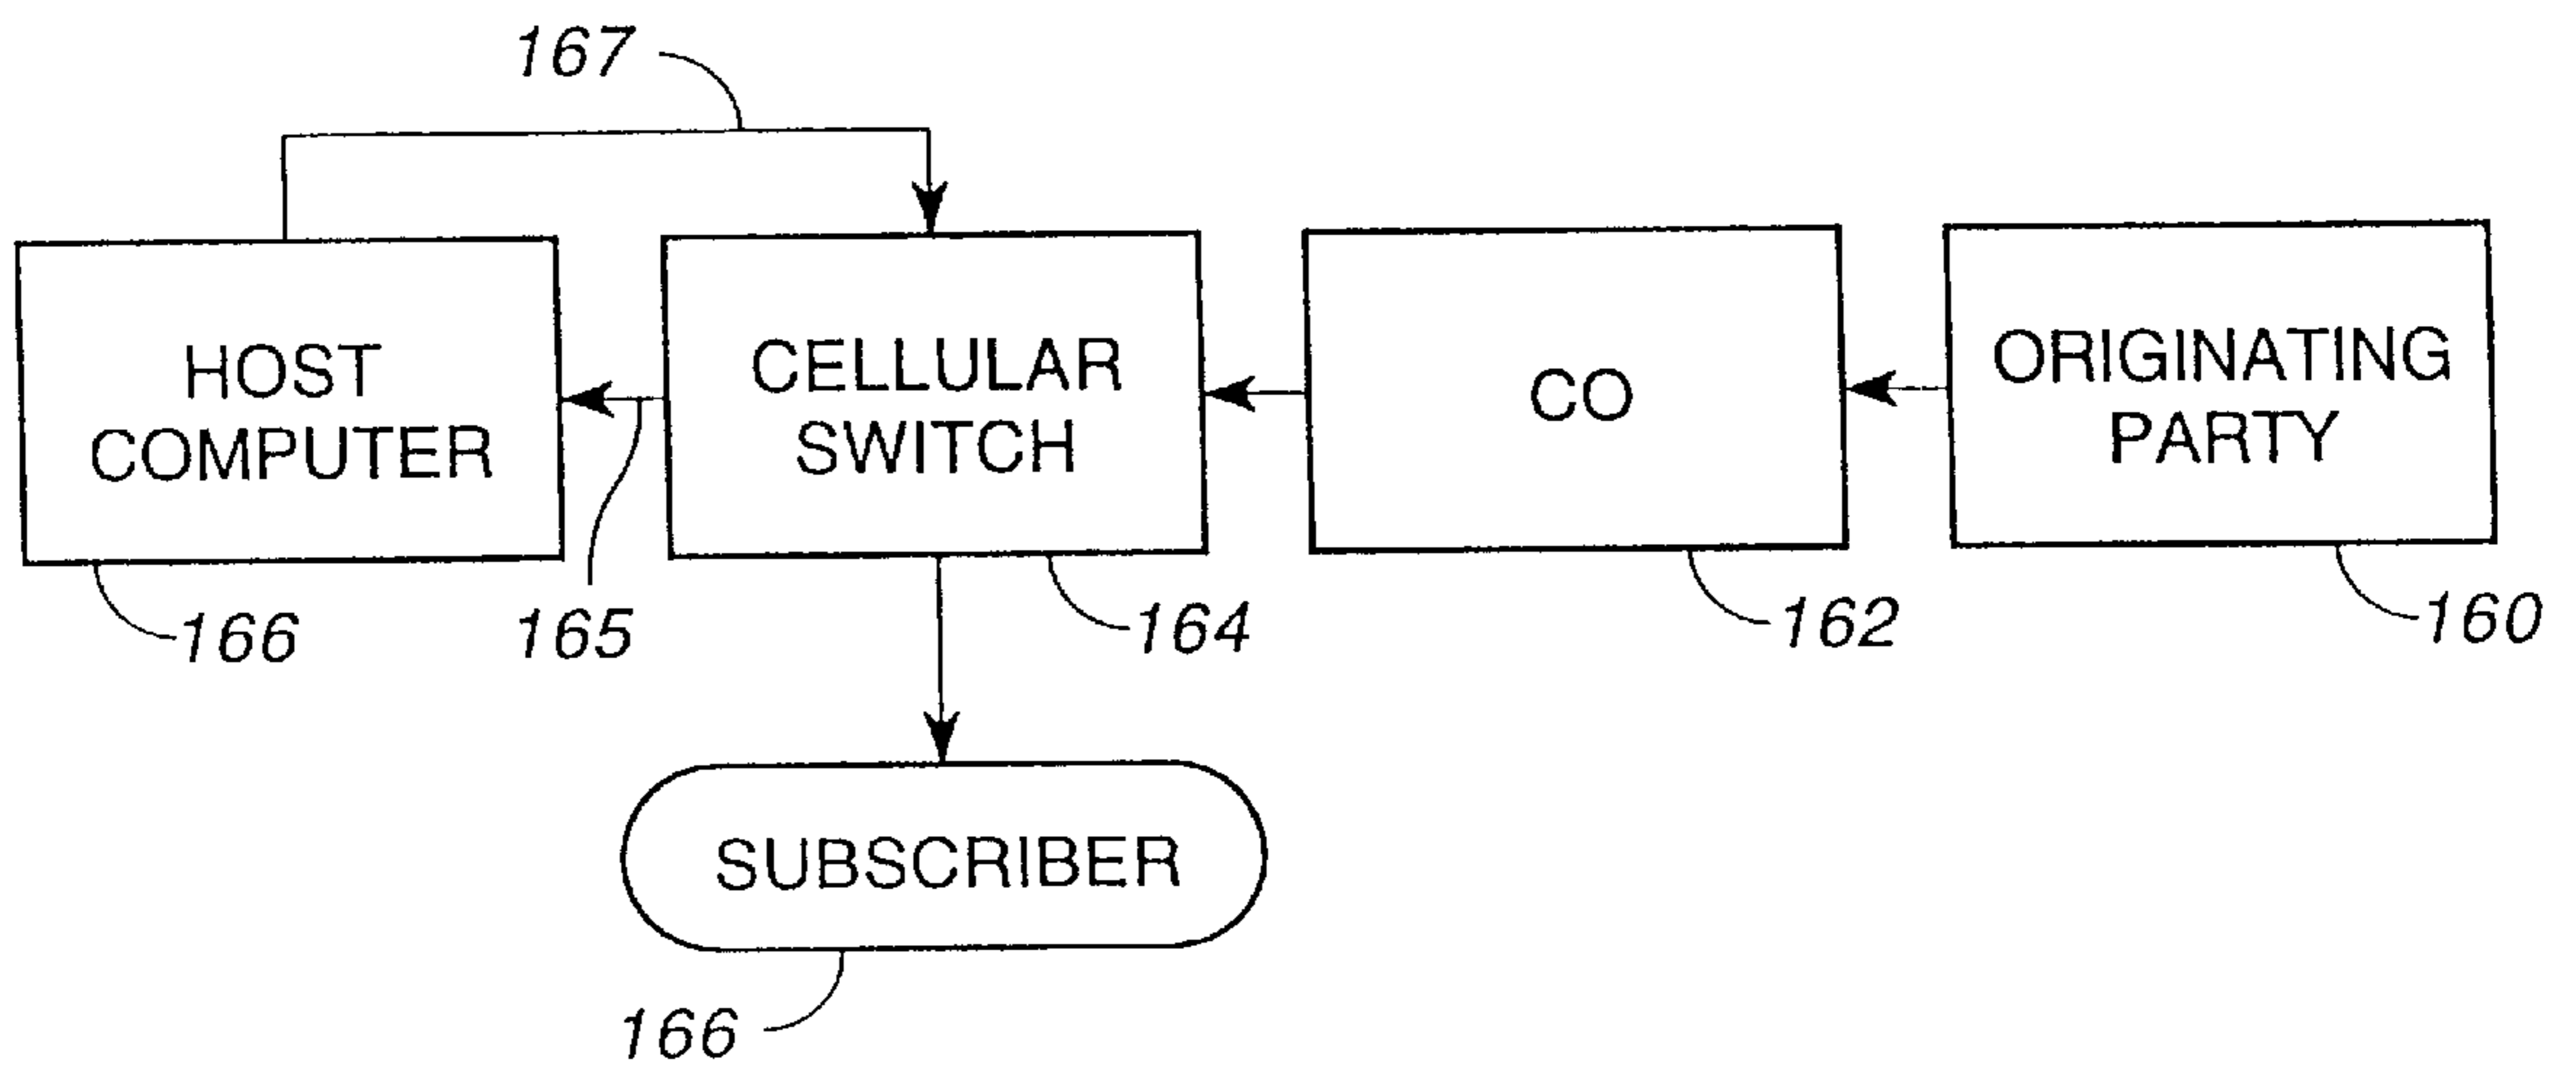 167
HOST
COMPUTER
CELLULAR
SWITCH
CO
ORIGINATING
PARTY
166
165
164
162
160
SUBSCRIBER
166